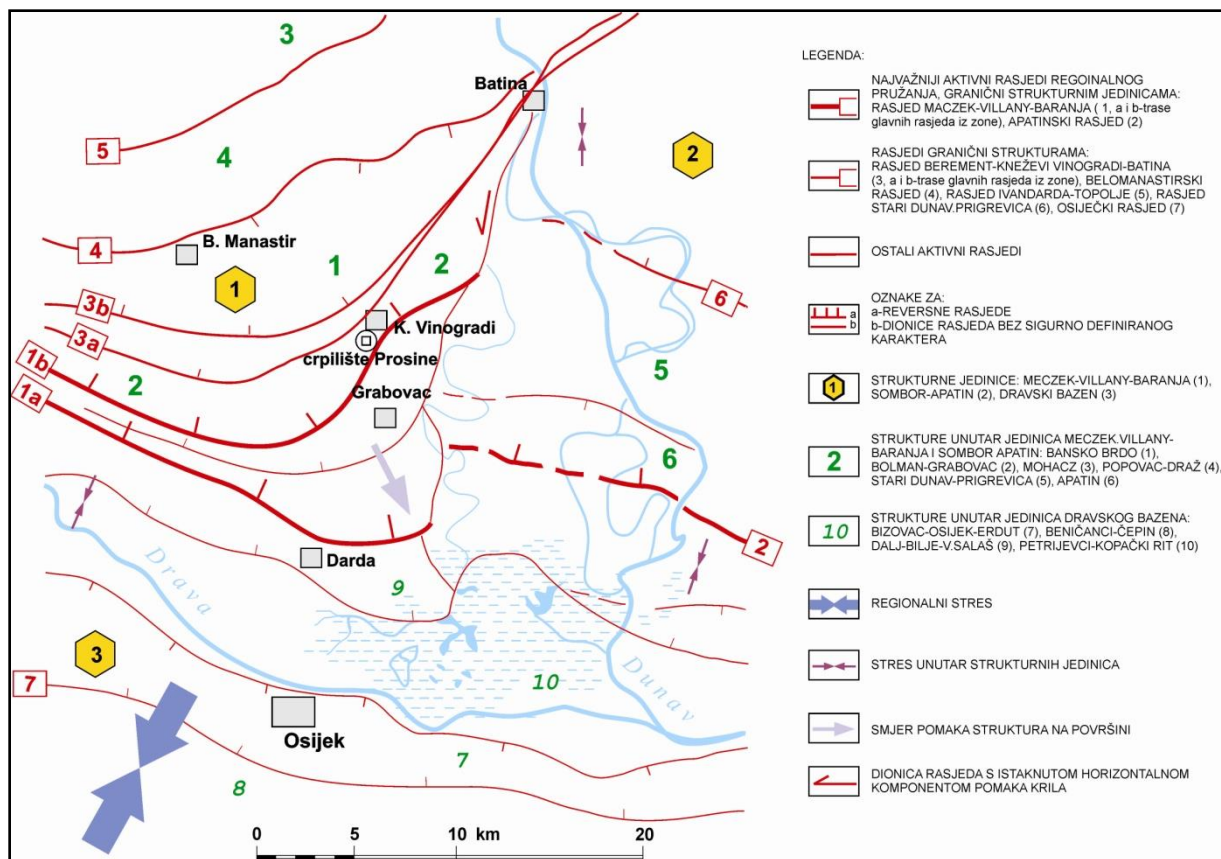 3
Batina
5
4
2
4
B. Manastir
1
1
2
6
3b
3a
K. Vinogradi
crpilište Prosine
1b
1a
2
Grabovac
5
6
2
Drava
Darda
9
3
7
10
Dunav
Osijek
7
8
0 5 10 km 20
LEGENDA:
NAJVAŽNIJI AKTIVNI RASJEDI REGOINALNOG
PRUŽANJA, GRANIČNI STRUKTURNIM JEDINICAMA:
RASJED MACZEK-VILLANY-BARANJA ( 1, a i b-trase
glavnih rasjeda iz zone), APATINSKI RASJED (2)
RASJEDI GRANIČNI STRUKTURAMA:
RASJED BEREMENT-KNEŽEVI VINOGRADI-BATINA
(3, a i b-trase glavnih rasjeda iz zone), BELOMANASTIRSKI
RASJED (4), RASJED IVANDARDA-TOPOLJE (5), RASJED
STARI DUNAV.PRIGREVICA (6), OSIJEČKI RASJED (7)
OSTALI AKTIVNI RASJEDI
a
b
OZNAKE ZA:
a-REVERSNE RASJEDE
b-DIONICE RASJEDA BEZ SIGURNO DEFINIRANOG
KARAKTERA
1
STRUKTURNE JEDINICE: MECZEK-VILLANY-BARANJA (1),
SOMBOR-APATIN (2), DRAVSKI BAZEN (3)
2
STRUKTURE UNUTAR JEDINICA MECZEK.VILLANY-
BARANJA I SOMBOR APATIN: BANSKO BRDO (1),
BOLMAN-GRABOVAC (2), MOHACZ (3), POPOVAC-DRAŽ (4),
STARI DUNAV-PRIGREVICA (5), APATIN (6)
10
STRUKTURE UNUTAR JEDINICA DRAVSKOG BAZENA:
BIZOVAC-OSIJEK-ERDUT (7), BENIČANCI-ČEPIN (8),
DALJ-BILJE-V.SALAŠ (9), PETRIJEVCI-KOPAČKI RIT (10)
REGIONALNI STRES
STRES UNUTAR STRUKTURNIH JEDINICA
SMJER POMAKA STRUKTURA NA POVRŠINI
DIONICA RASJEDA S ISTAKNUTOM HORIZONTALNOM
KOMPONENTOM POMAKA KRILA